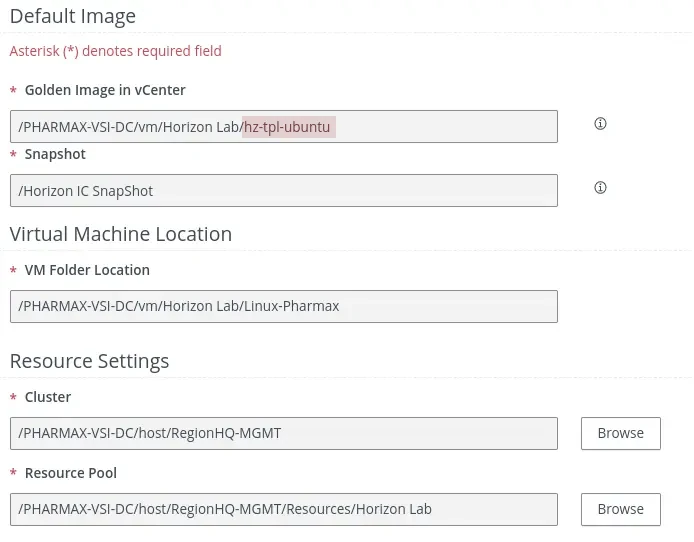 Default Image
Asterisk (*) denotes required field
* Golden Image in vCenter
/PHARMAX-VSI-DC/vm/Horizon Lab/hz-tpl-ubuntu
* Snapshot
/Horizon IC SnapShot
Virtual Machine Location
* VM Folder Location
/PHARMAX-VSI-DC/vm/Horizon Lab/Linux-Pharmax
Resource Settings
* Cluster
/PHARMAX-VSI-DC/host/RegionHQ-MGMT Browse
* Resource Pool
/PHARMAX-VSI-DC/host/RegionHQ-MGMT/Resources/Horizon Lab Browse